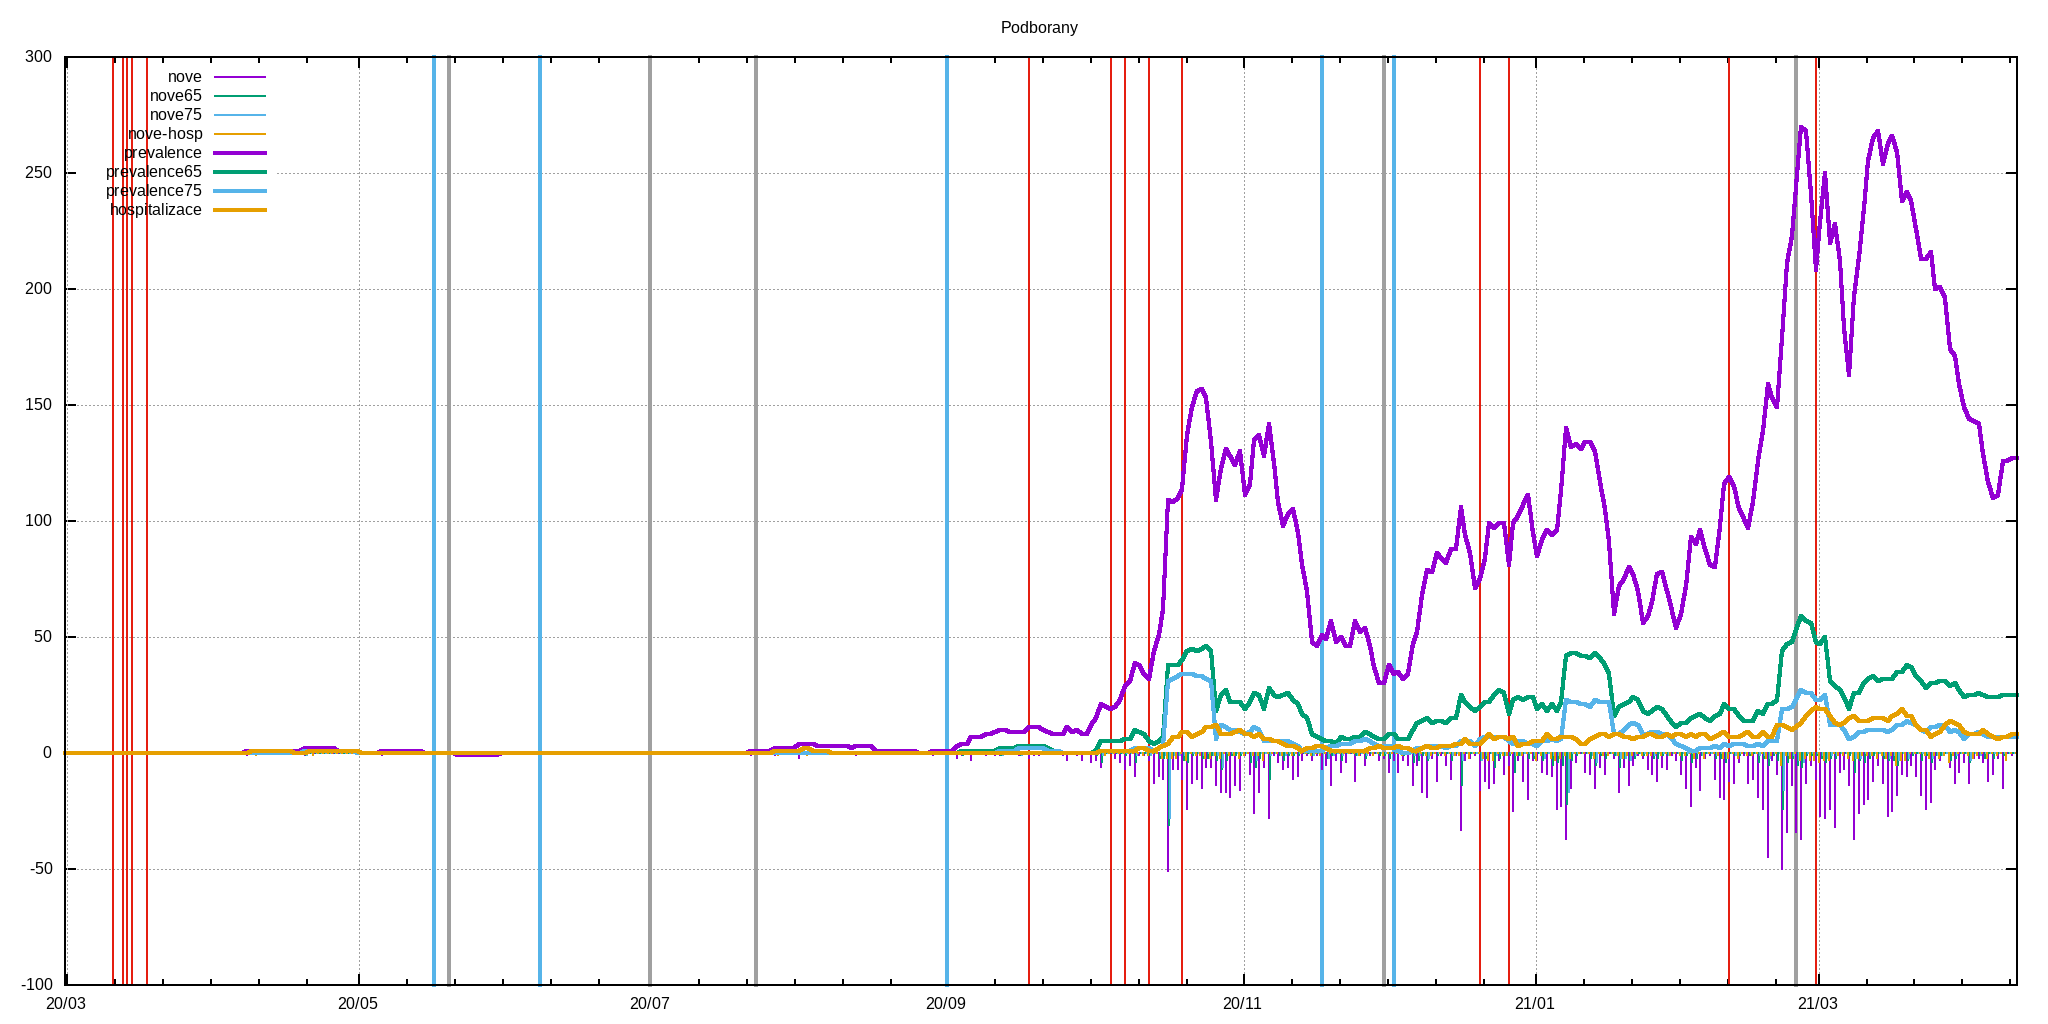 Podborany
300
250
200
150
100
50
0
-50
-100
nove
nove65
nove75
nove-hosp
prevalence
prevalence65
prevalence75
hospitalizace
20/03 20/05 20/07 20/09 20/11 21/01 21/03